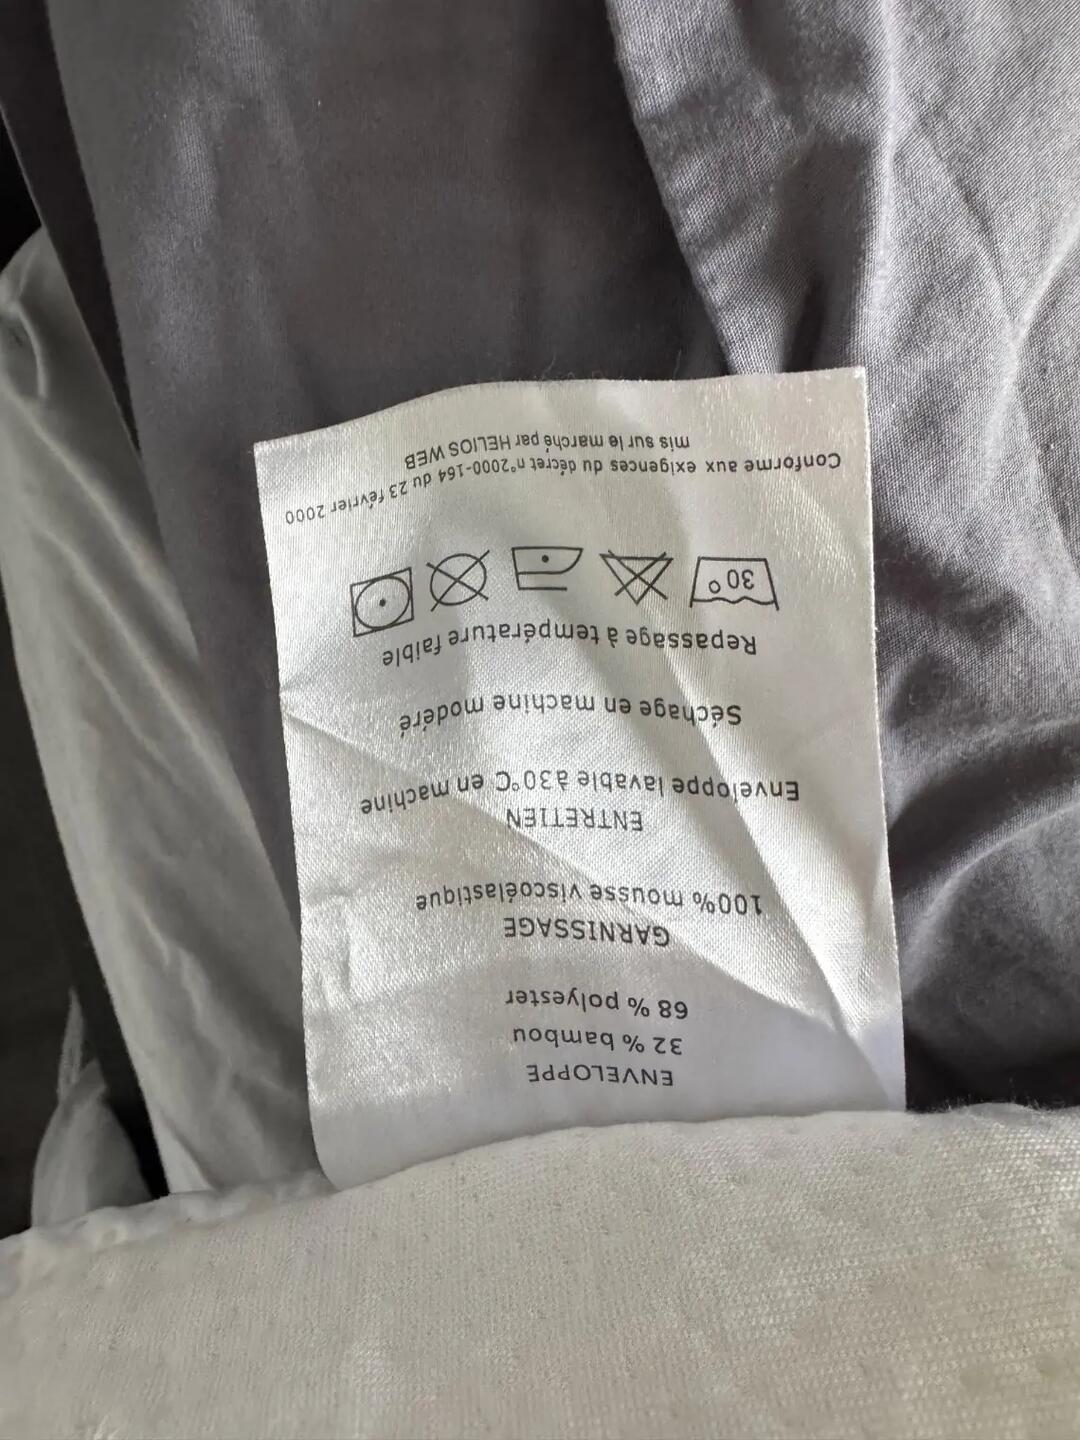 ENVELOPPE
32 % bambou
68 % polyester
GARNISSAGE
100% mousse viscoélastique
ENTRETIEN
Enveloppe lavable à30°C en machine
Séchage en machine modéré
Repassage à température faible
30°
Conforme aux exigences du décret n°2000-164 du 23 février 2000
mis sur le marché par HELIOS WEB